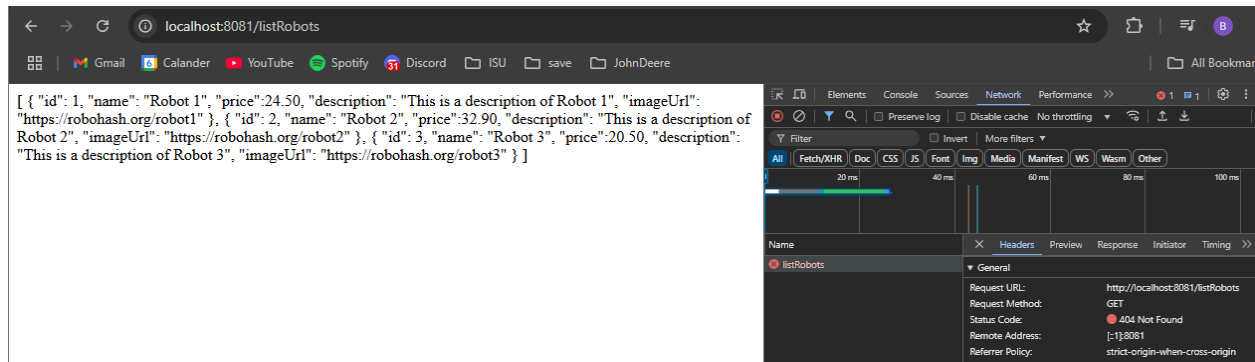 localhost:8081/listRobots
B
Gmail
6 Calander
YouTube
Spotify
31 Discord
ISU
save
JohnDeere
All Bookmar
[ { "id": 1, "name": "Robot 1", "price":24.50, "description": "This is a description of Robot 1", "imageUrl":
"https://robohash.org/robot1" }, { "id": 2, "name": "Robot 2", "price":32.90, "description": "This is a description of
Robot 2", "imageUrl": "https://robohash.org/robot2" }, { "id": 3, "name": "Robot 3", "price":20.50, "description":
"This is a description of Robot 3", "imageUrl": "https://robohash.org/robot3" } ]
Elements Console Sources Network Performance 1 1
Preserve log Disable cache No throttling
Filter Invert More filters
All Fetch/XHR Doc CSS JS Font Img Media Manifest WS Wasm Other
20 ms 40 ms 60 ms 80 ms 100 ms
Name Headers Preview Response Initiator Timing
listRobots
General
Request URL: http://localhost:8081/listRobots
Request Method: GET
Status Code: 404 Not Found
Remote Address: [::1]:8081
Referrer Policy: strict-origin-when-cross-origin